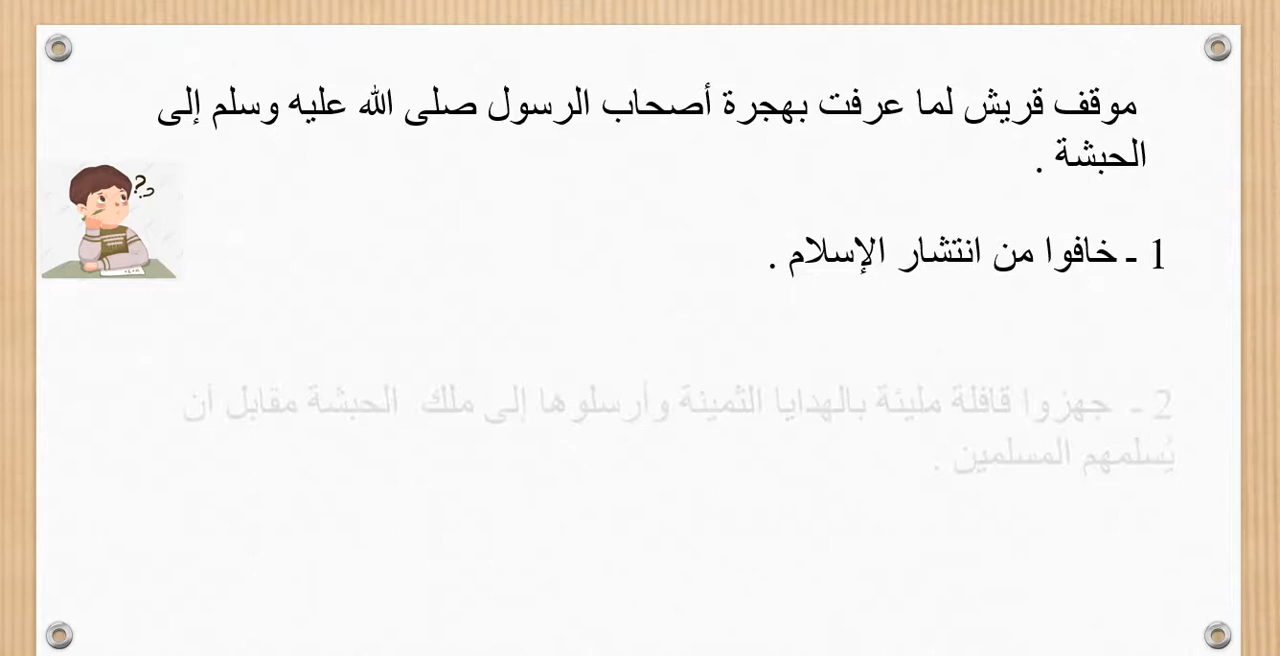 موقف قريش لما عرفت بهجرة أصحاب الرسول صلى الله عليه وسلم إلى
الحبشة .
1 ـ خافوا من انتشار الإسلام .
2 ـ جهزوا قافلة مليئة بالهدايا الثمينة وأرسلوها إلى ملك الحبشة مقابل أن
يُسلمهم المسلمين .